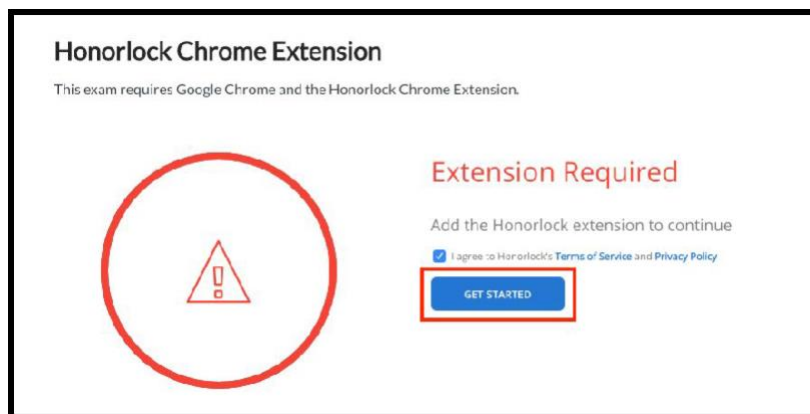 Honorlock Chrome Extension
This exam requires Google Chrome and the Honorlock Chrome Extension.
Extension Required
Add the Honorlock extension to continue
I agree to Honorlock's Terms of Service and Privacy Policy
GET STARTED